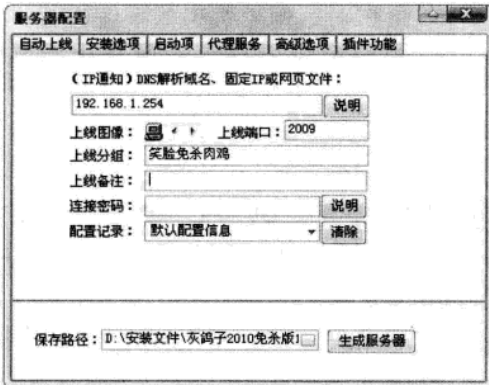 服务器配置
自动上线 安装选项 启动项 代理服务 高级选项 插件功能
（IP通知）DNS解析域名、固定IP或网页文件：
192.168.1.254 说明
上线图像： 上线端口：2009
上线分组：笑脸免杀肉鸡
上线备注：
连接密码： 说明
配置记录：默认配置信息 清除
保存路径：D:\安装文件\灰鸽子2010免杀版1 生成服务器